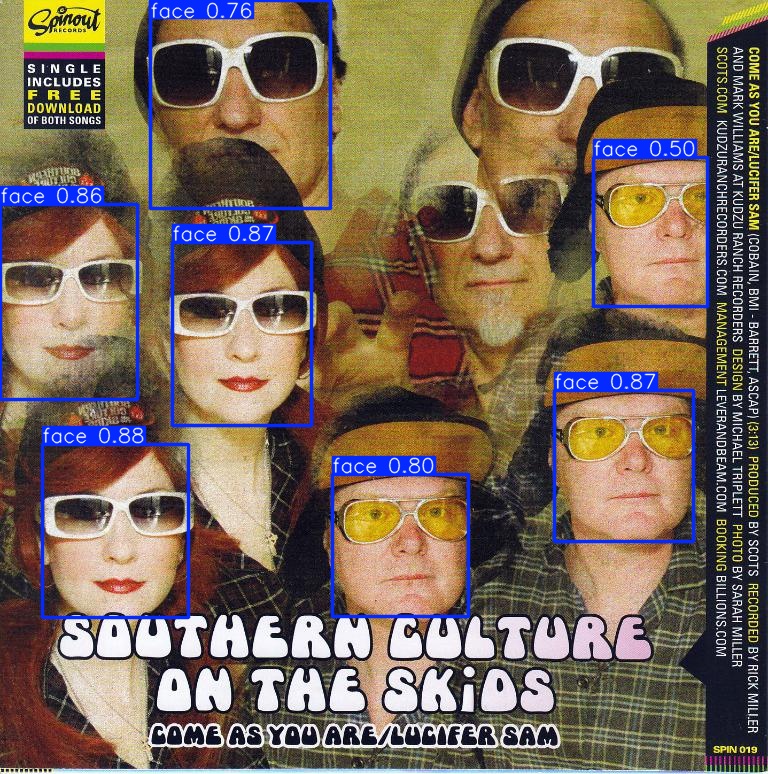 Spinout
RECORDS
SINGLE
INCLUDES
FREE
DOWNLOAD
OF BOTH SONGS
face 0.76
face 0.50
face 0.86
face 0.87
face 0.87
face 0.88
face 0.80
SOUTHERN CULTURE
ON THE SKiDS
COME AS YOU ARE/LUCIFER SAM
COME AS YOU ARE/LUCIFER SAM (COBAIN, BMI - BARRETT, ASCAP) (3:13) PRODUCED BY SCOTS RECORDED BY RICK MILLER
AND MARK WILLIAMS AT KUDZU RANCH RECORDERS DESIGN BY MICHAEL TRIPLETT PHOTO BY SARAH MILLER
SCOTS.COM KUDZURANCHRECORDERS.COM MANAGEMENT LEVERANDBEAM.COM BOOKING BILLIONS.COM
SPIN 019